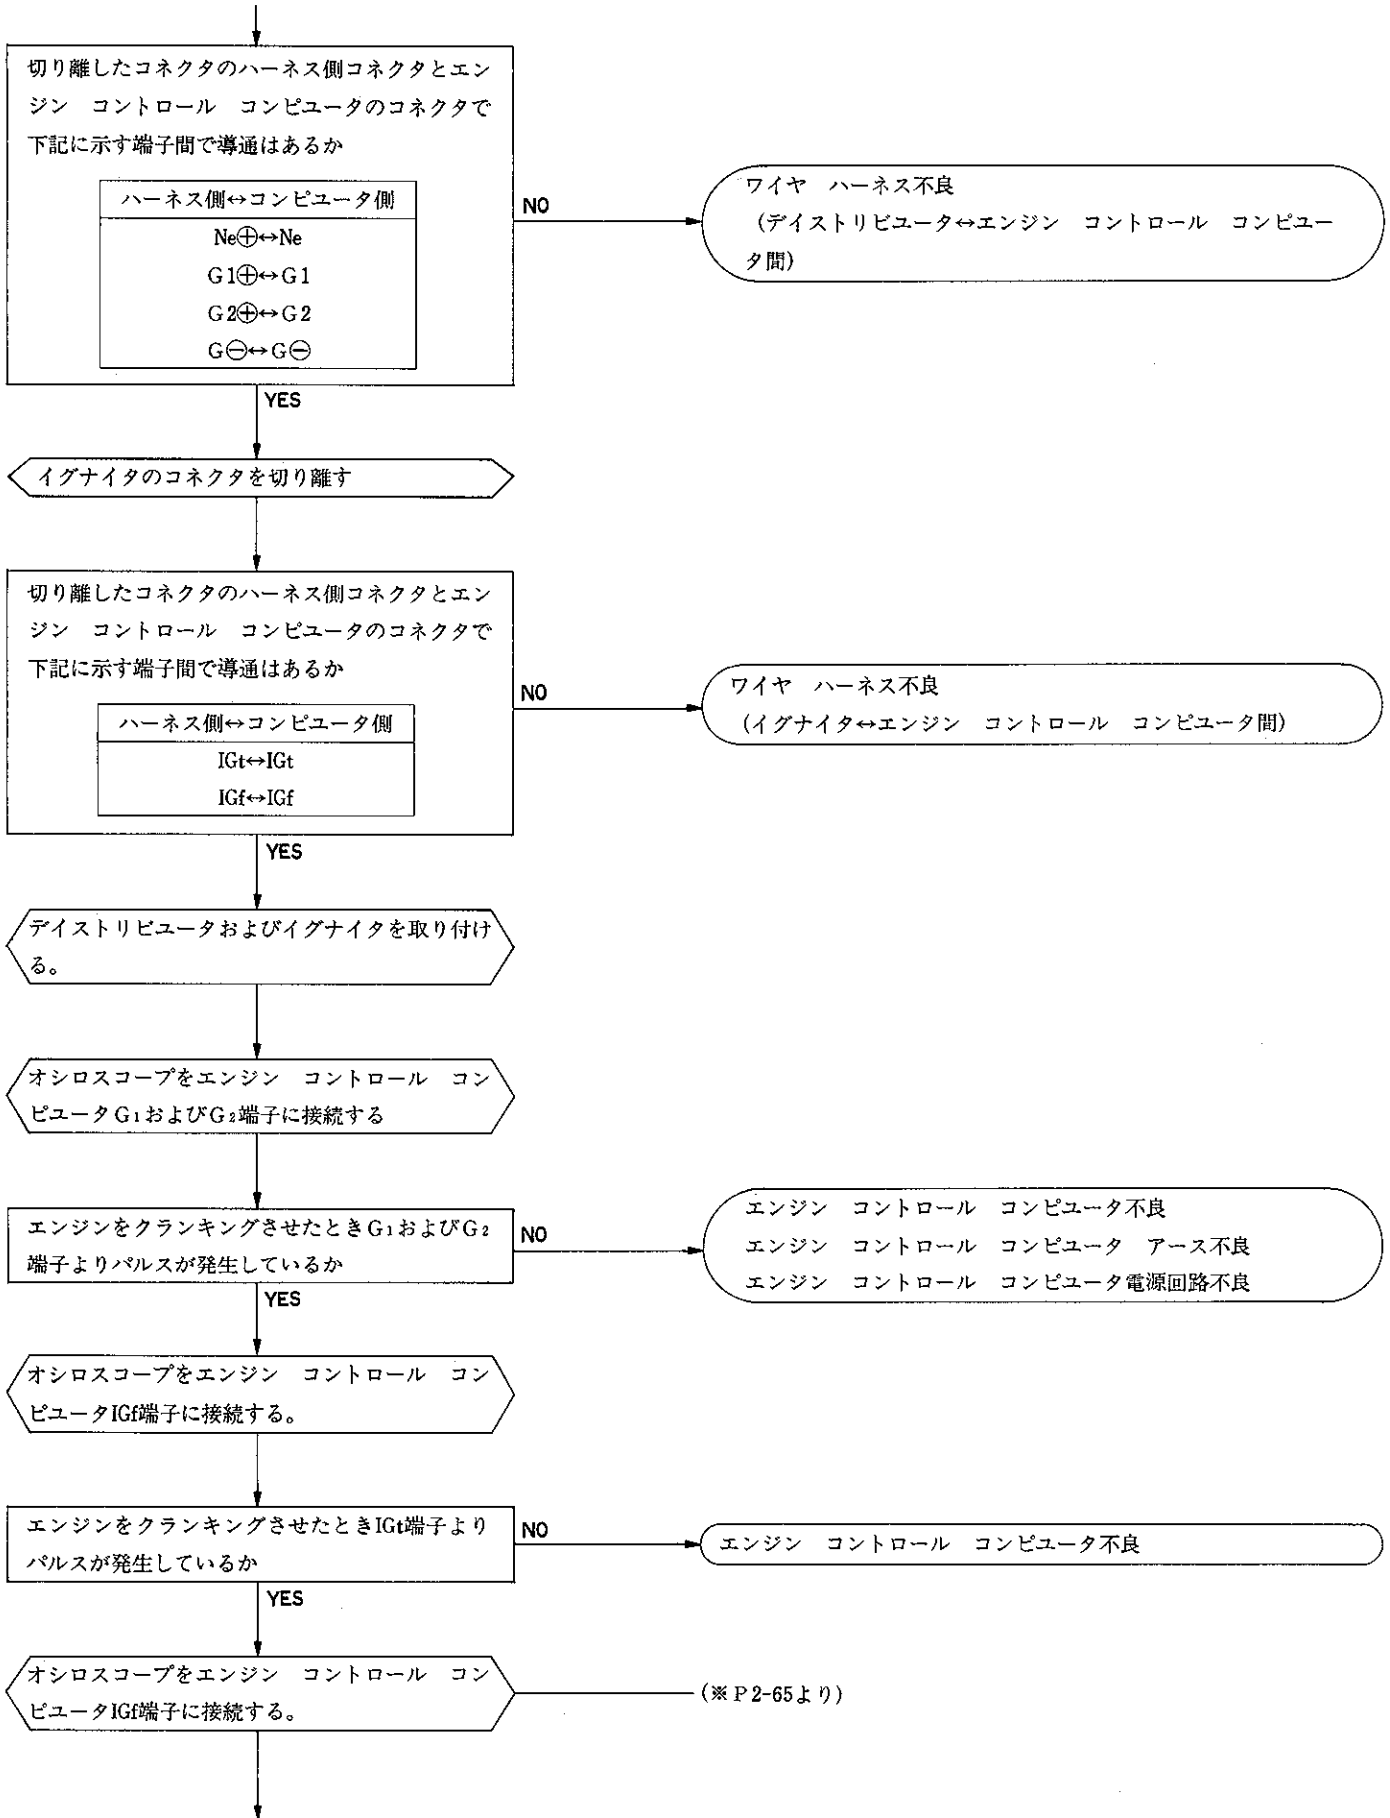 切り離したコネクタのハーネス側コネクタとエン
ジン　コントロール　コンピユータのコネクタで
下記に示す端子間で導通はあるか
ハーネス側↔コンピユータ側
Ne⊕↔Ne
G1⊕↔G1
G2⊕↔G2
G⊖↔G⊖
NO
ワイヤ　ハーネス不良
(デイストリビユータ↔エンジン　コントロール　コンピユー
タ間)
YES
イグナイタのコネクタを切り離す
切り離したコネクタのハーネス側コネクタとエン
ジン　コントロール　コンピユータのコネクタで
下記に示す端子間で導通はあるか
ハーネス側↔コンピユータ側
IGt↔IGt
IGf↔IGf
NO
ワイヤ　ハーネス不良
(イグナイタ↔エンジン　コントロール　コンピユータ間)
YES
デイストリビユータおよびイグナイタを取り付け
る。
オシロスコープをエンジン　コントロール　コン
ピユータG₁およびG₂端子に接続する
エンジンをクランキングさせたときG₁およびG₂
端子よりパルスが発生しているか
NO
エンジン　コントロール　コンピユータ不良
エンジン　コントロール　コンピユータ　アース不良
エンジン　コントロール　コンピユータ電源回路不良
YES
オシロスコープをエンジン　コントロール　コン
ピユータIGf端子に接続する。
エンジンをクランキングさせたときIGt端子より
パルスが発生しているか
NO
エンジン　コントロール　コンピユータ不良
YES
オシロスコープをエンジン　コントロール　コン
ピユータIGf端子に接続する。
(※P2-65より)